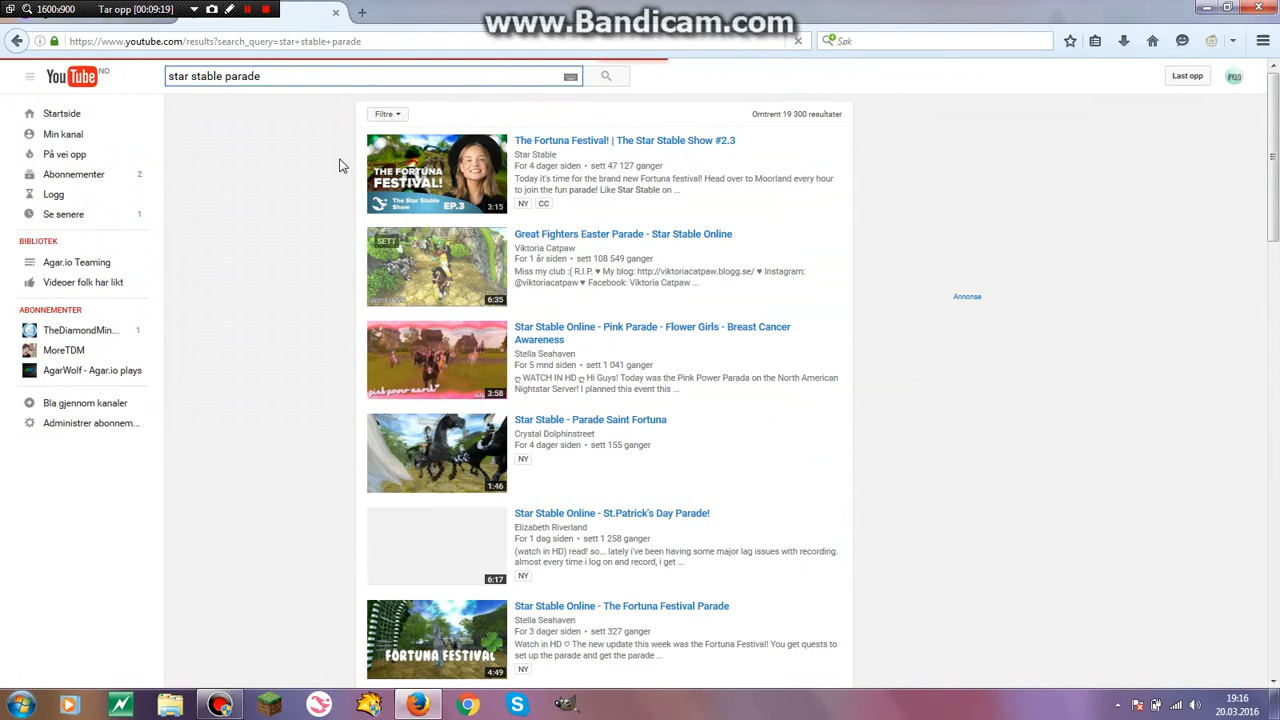 1600x900 Tar opp (00:09:19)
www.Bandicam.com
https://www.youtube.com/results?search_query=star+stable+parade
Søk
YouTube NO
star stable parade
Last opp
Startside
Min kanal
På vei opp
Abonnementer 2
Logg
Se senere 1
BIBLIOTEK
Agar.io Teaming
Videoer folk har likt
ABONNEMENTER
TheDiamondMin... 1
MoreTDM
AgarWolf - Agar.io plays
Bla gjennom kanaler
Administrer abonnem...
Filtre
Omtrent 19 300 resultater
THE FORTUNA
FESTIVAL!
The Star Stable
Show
EP.3
3:15
The Fortuna Festival! | The Star Stable Show #2.3
Star Stable
For 4 dager siden • sett 47 127 ganger
Today it's time for the brand new Fortuna festival! Head over to Moorland every hour
to join the fun parade! Like Star Stable on ...
NY CC
SETT
6:35
Great Fighters Easter Parade - Star Stable Online
Viktoria Catpaw
For 1 år siden • sett 108 549 ganger
Miss my club :( R.I.P. ♥ My blog: http://viktoriacatpaw.blogg.se/ ♥ Instagram:
@viktoriacatpaw ♥ Facebook: Viktoria Catpaw ...
3:58
Star Stable Online - Pink Parade - Flower Girls - Breast Cancer
Awareness
Stella Seahaven
For 5 mnd siden • sett 1 041 ganger
ღ WATCH IN HD ღ Hi Guys! Today was the Pink Power Parada on the North American
Nightstar Server! I planned this event this ...
1:46
Star Stable - Parade Saint Fortuna
Crystal Dolphinstreet
For 4 dager siden • sett 155 ganger
NY
6:17
Star Stable Online - St.Patrick's Day Parade!
Elizabeth Riverland
For 1 dag siden • sett 1 258 ganger
(watch in HD) read! so... lately i've been having some major lag issues with recording.
almost every time i log on and record, i get ...
NY
FORTUNA FESTIVAL
4:49
Star Stable Online - The Fortuna Festival Parade
Stella Seahaven
For 3 dager siden • sett 327 ganger
Watch in HD ♡ The new update this week was the Fortuna Festival! You get quests to
set up the parade and get the parade ...
NY
Annonse
19:16
20.03.2016